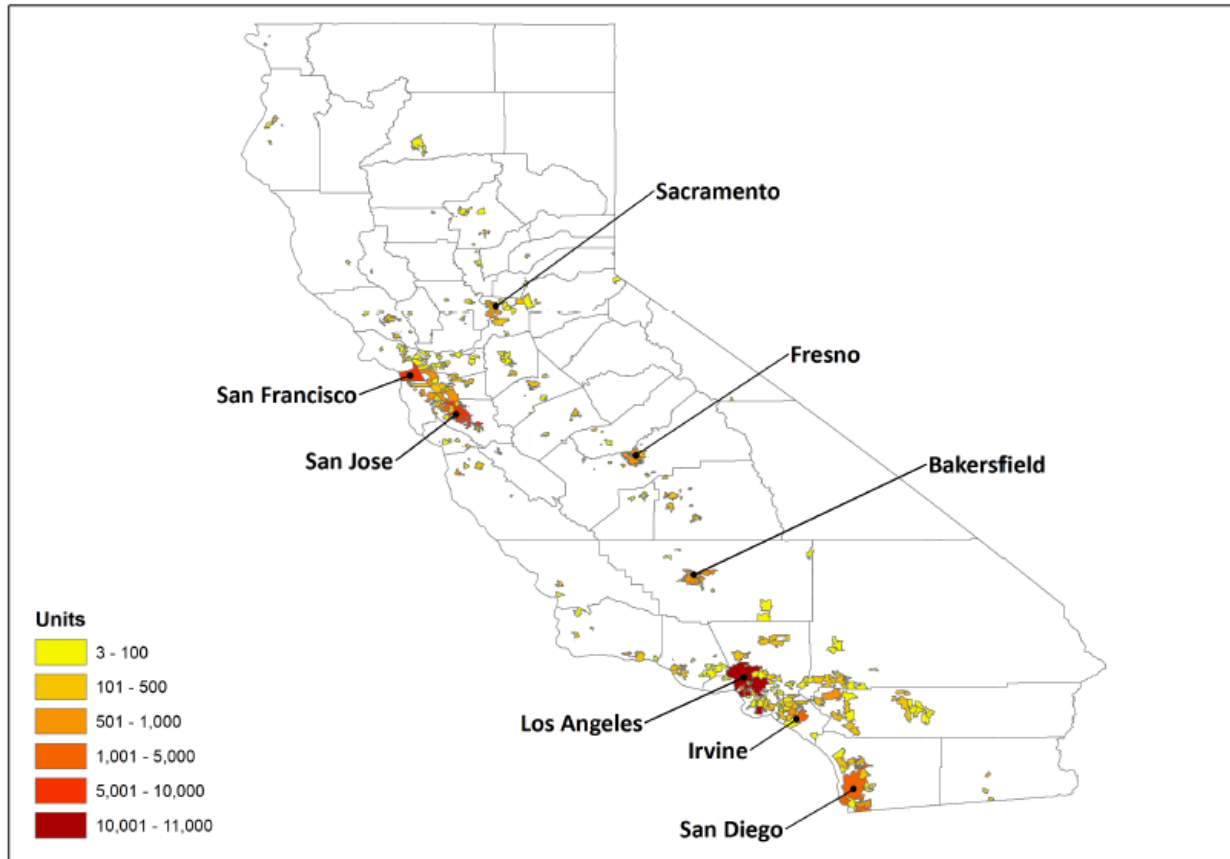 Sacramento
Fresno
San Francisco
San Jose
Bakersfield
Units
3 - 100
101 - 500
501 - 1,000
1,001 - 5,000
5,001 - 10,000
10,001 - 11,000
Los Angeles
Irvine
San Diego